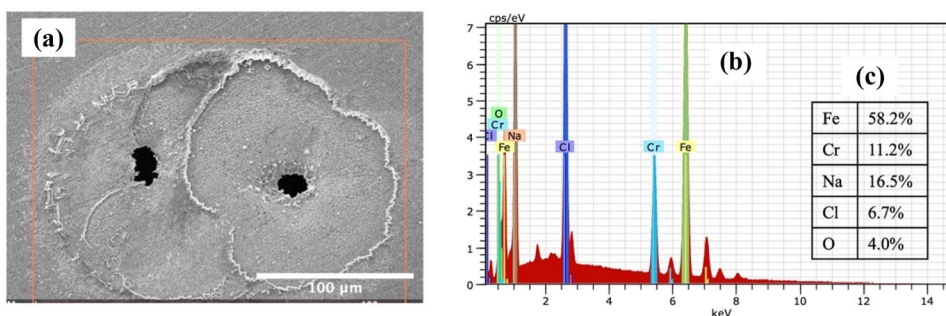 (a)
100 µm
cps/eV
7
6
5
4
3
2
1
0
O
Cr
Cl
Fe
Na
Cl
Cr
Fe
2 4 6 8 10 12 14
keV
(b)
(c)
Fe 58.2%
Cr 11.2%
Na 16.5%
Cl 6.7%
O 4.0%